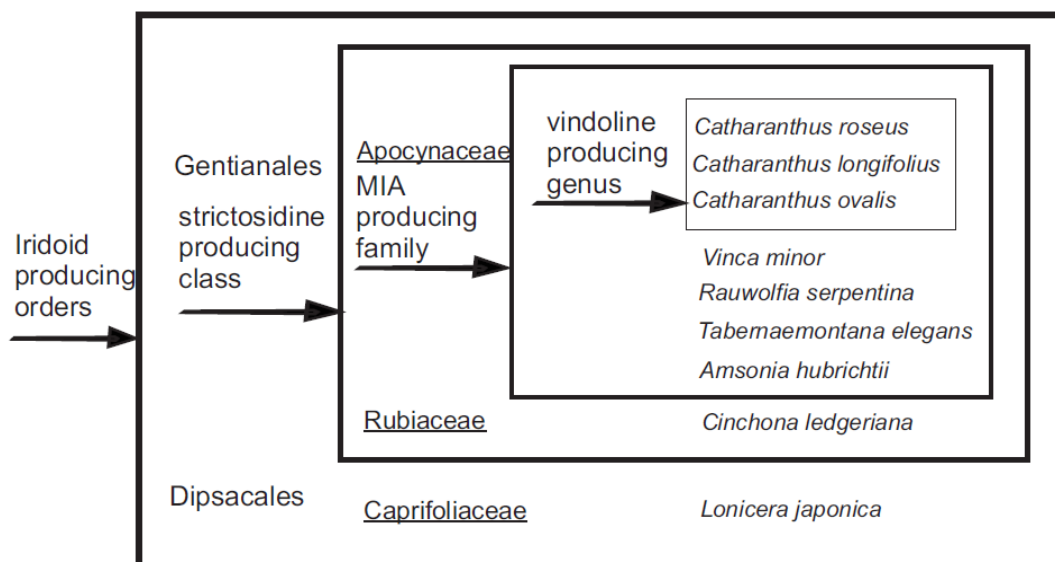 Iridoid
producing
orders
Gentianales
strictosidine
producing
class
Dipsacales
Apocynaceae
MIA
producing
family
Rubiaceae
Caprifoliaceae
vindoline
producing
genus
Catharanthus roseus
Catharanthus longifolius
Catharanthus ovalis
Vinca minor
Rauwolfia serpentina
Tabernaemontana elegans
Amsonia hubrichtii
Cinchona ledgeriana
Lonicera japonica